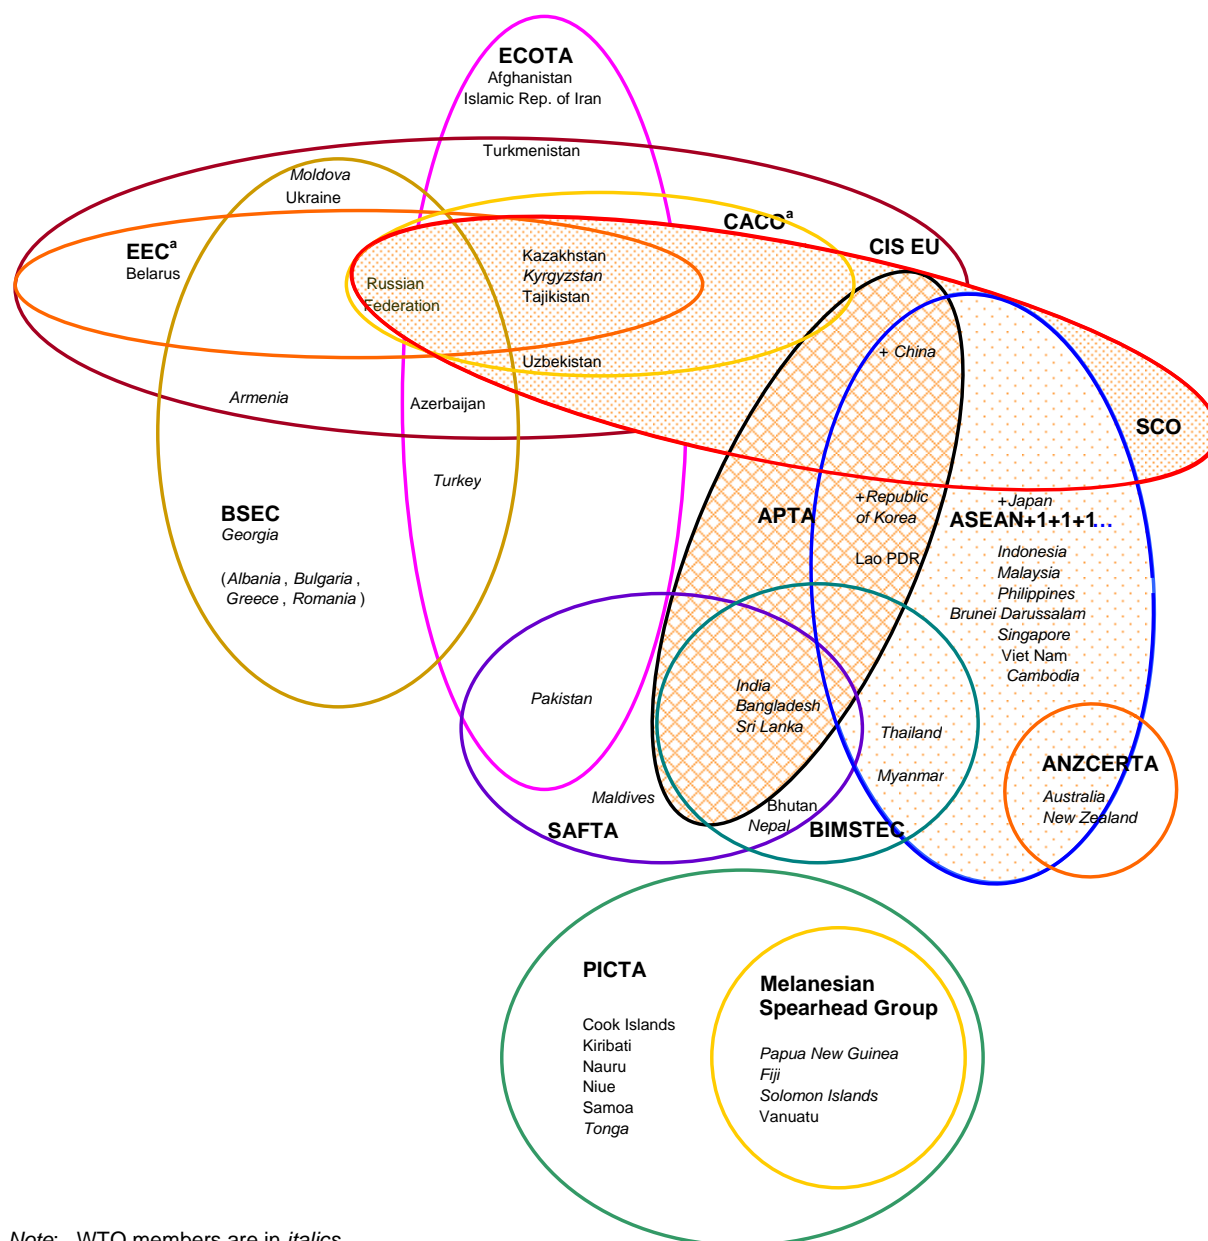 ECOTA
Afghanistan
Islamic Rep. of Iran
Turkmenistan
Moldova
Ukraine
CACOa
CIS EU
EECa
Belarus
Kazakhstan
Kyrgyzstan
Tajikistan
Russian
Federation
+ China
Uzbekistan
Armenia
Azerbaijan
SCO
Turkey
+Republic
of Korea
+Japan
BSEC
Georgia
APTA
ASEAN+1+1+1...
Lao PDR
Indonesia
Malaysia
Philippines
Brunei Darussalam
Singapore
Viet Nam
Cambodia
(Albania, Bulgaria,
Greece, Romania)
Pakistan
India
Bangladesh
Sri Lanka
Thailand
Myanmar
ANZCERTA
Australia
New Zealand
Maldives
Bhutan
Nepal
SAFTA
BIMSTEC
PICTA
Cook Islands
Kiribati
Nauru
Niue
Samoa
Tonga
Melanesian
Spearhead Group
Papua New Guinea
Fiji
Solomon Islands
Vanuatu
Note: WTO members are in italics